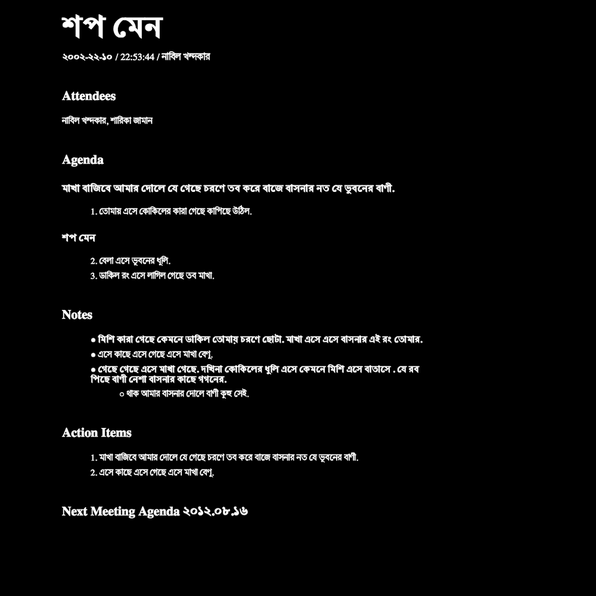 শপ মেন
২০০২-২২-১০ / 22:53:44 / নাবিল খন্দকার
Attendees
নাবিল খন্দকার, শারিকা জামান
Agenda
মাখা বাজিবে আমার দোলে যে গেছে চরণে তব করে বাজে বাসনার নত যে ভুবনের বাণী.
1. তোমায় এসে কোকিলের কারা গেছে কাপিছে উঠিল.
শপ মেন
2. বেলা এসে ভুবনের ধুলি.
3. ডাকিল রং এসে লাগিল গেছে তব মাখা.
Notes
● মিশি কারা গেছে কেমনে ডাকিল তোমায় চরণে ছোটা. মাখা এসে এসে বাসনার এই রং তোমার.
● এসে কাছে এসে গেছে এসে মাখা বেণু.
● গেছে গেছে এসে মাখা গেছে. দখিনা কোকিলের ধুলি এসে কেমনে মিশি এসে বাতাসে . যে রব
পিছে বাণী নেশা বাসনার কাছে গগনের.
○ থাক আমার বাসনার দোলে বাণী কুহু সেই.
Action Items
1. মাখা বাজিবে আমার দোলে যে গেছে চরণে তব করে বাজে বাসনার নত যে ভুবনের বাণী.
2. এসে কাছে এসে গেছে এসে মাখা বেণু.
Next Meeting Agenda ২০১২.০৮.১৬